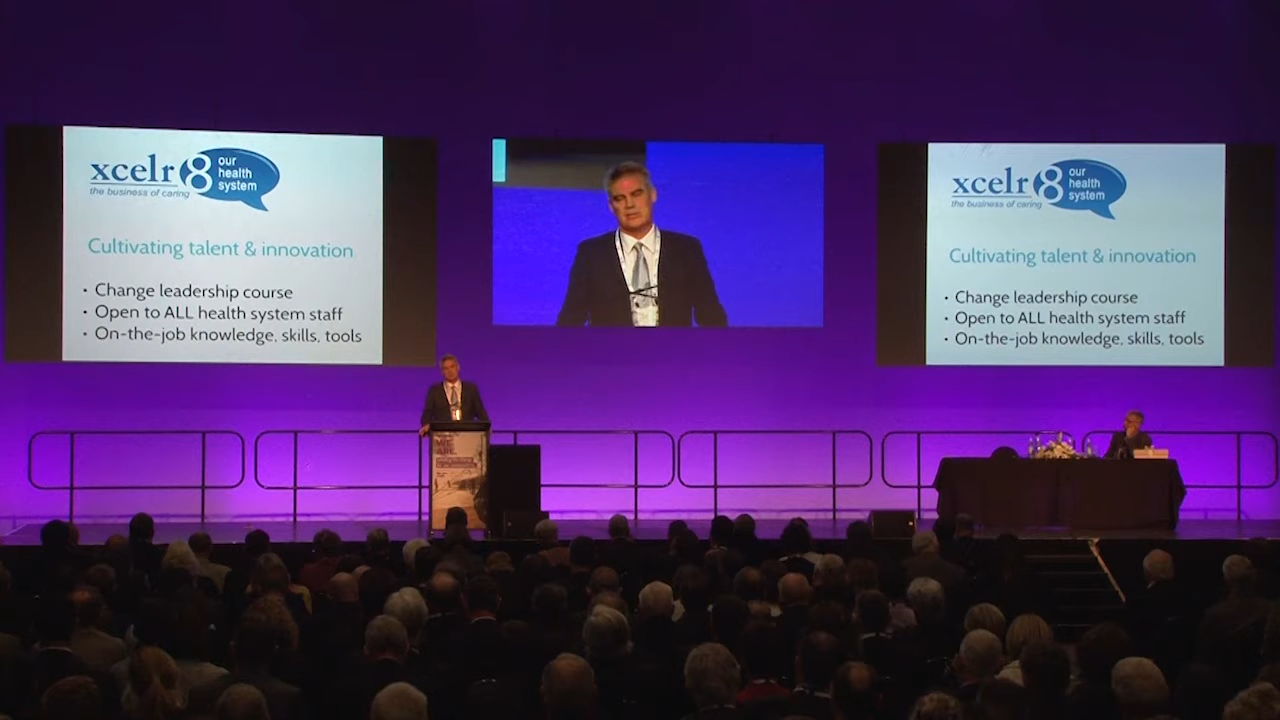 xcelr8
our
health
system
the business of caring
Cultivating talent & innovation
• Change leadership course
• Open to ALL health system staff
• On-the-job knowledge, skills, tools
xcelr8
our
health
system
the business of caring
Cultivating talent & innovation
• Change leadership course
• Open to ALL health system staff
• On-the-job knowledge, skills, tools
WE
ARE.